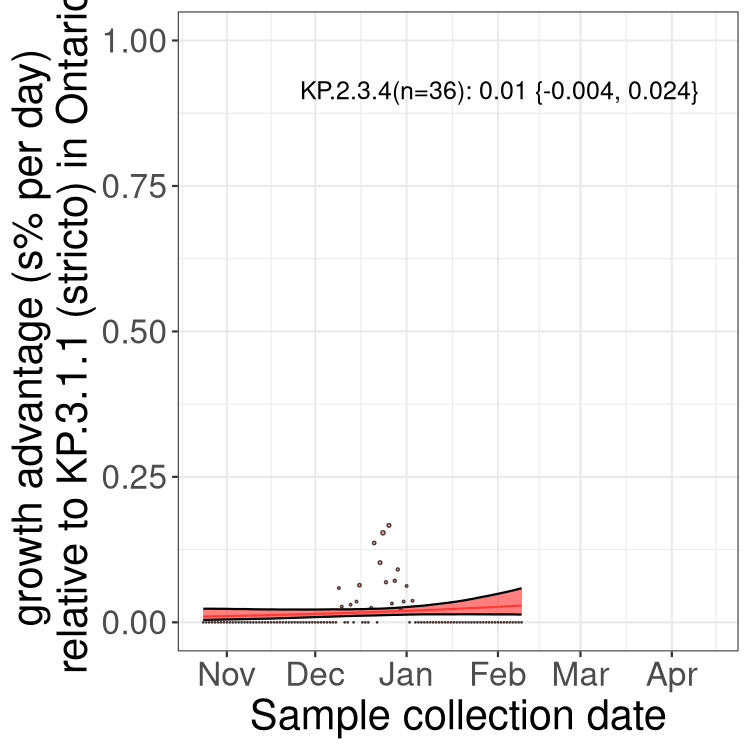 growth advantage (s% per day)
relative to KP.3.1.1 (stricto) in Ontario
1.00
KP.2.3.4(n=36): 0.01 {-0.004, 0.024}
0.75
0.50
0.25
0.00
Nov Dec Jan Feb Mar Apr
Sample collection date